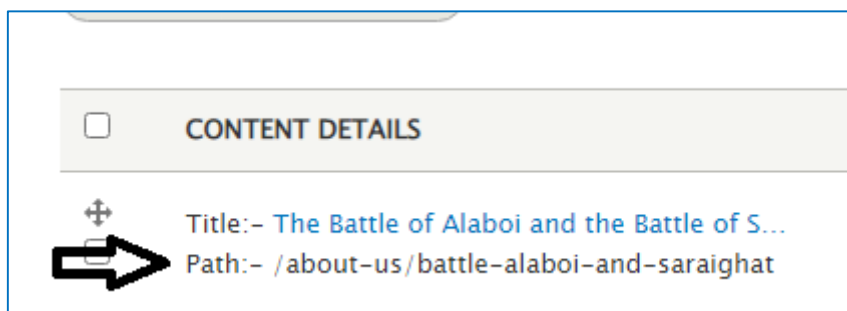 CONTENT DETAILS
Title:- The Battle of Alaboi and the Battle of S...
Path:- /about-us/battle-alaboi-and-saraighat